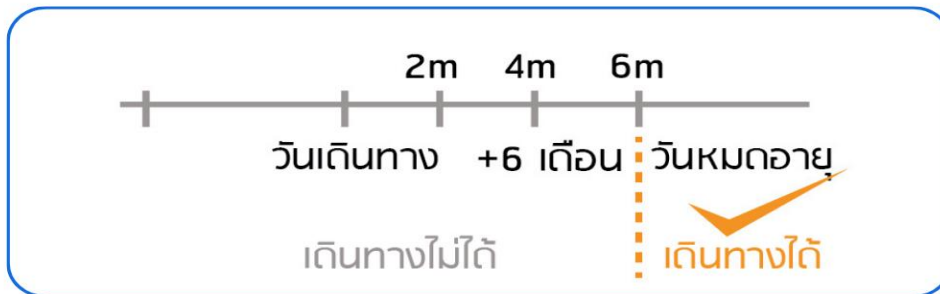 2m 4m 6m
วันเดินทาง +6 เดือน วันหมดอายุ
เดินทางไม่ได้ เดินทางได้